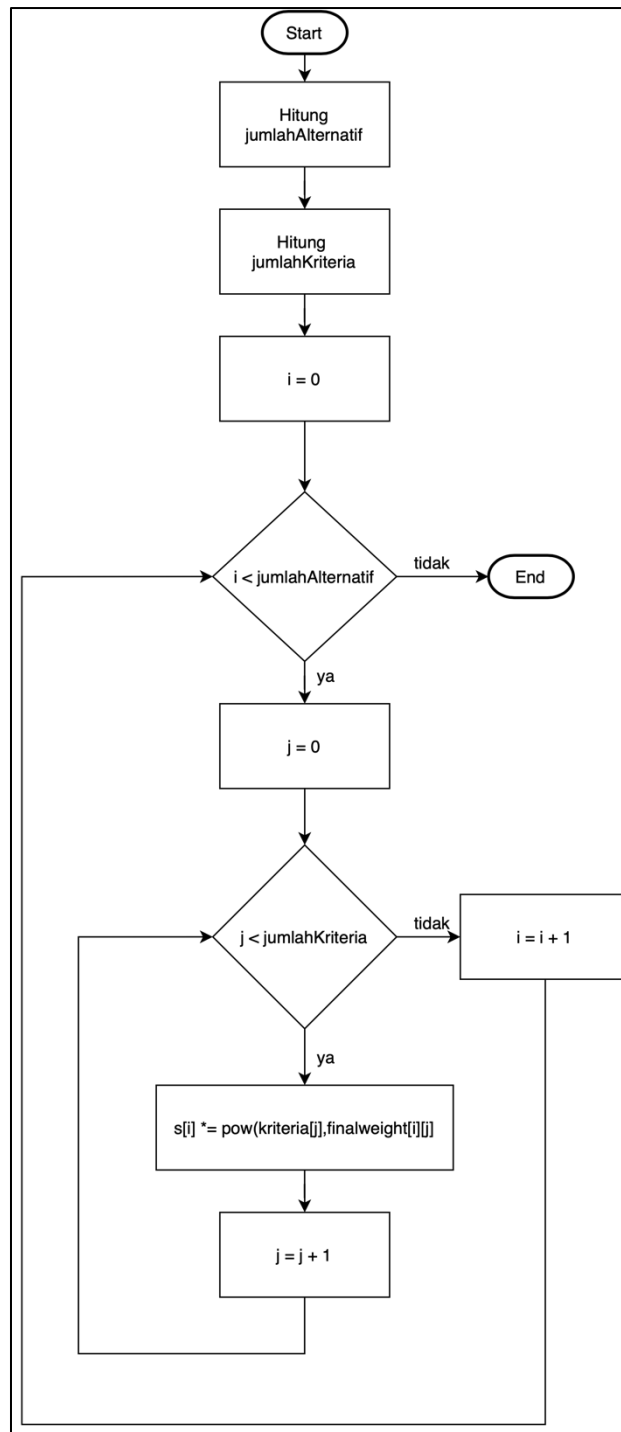 Start
Hitung
jumlahAlternatif
Hitung
jumlahKriteria
i = 0
i < jumlahAlternatif
tidak
End
ya
j = 0
j < jumlahKriteria
tidak
i = i + 1
ya
s[i] *= pow(kriteria[j],finalweight[i][j]
j = j + 1